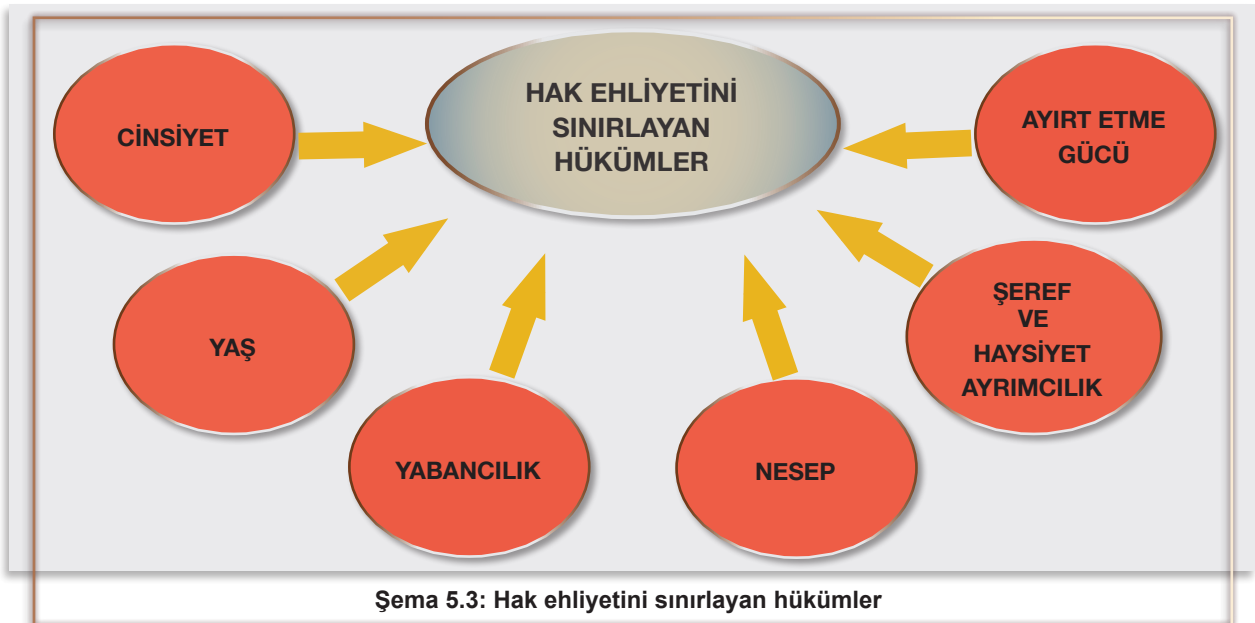 HAK EHLİYETİNİ
SINIRLAYAN
HÜKÜMLER
CİNSİYET
YAŞ
YABANCILIK
NESEP
ŞEREF
VE
HAYSİYET
AYRIMCILIK
AYIRT ETME
GÜCÜ
Şema 5.3: Hak ehliyetini sınırlayan hükümler